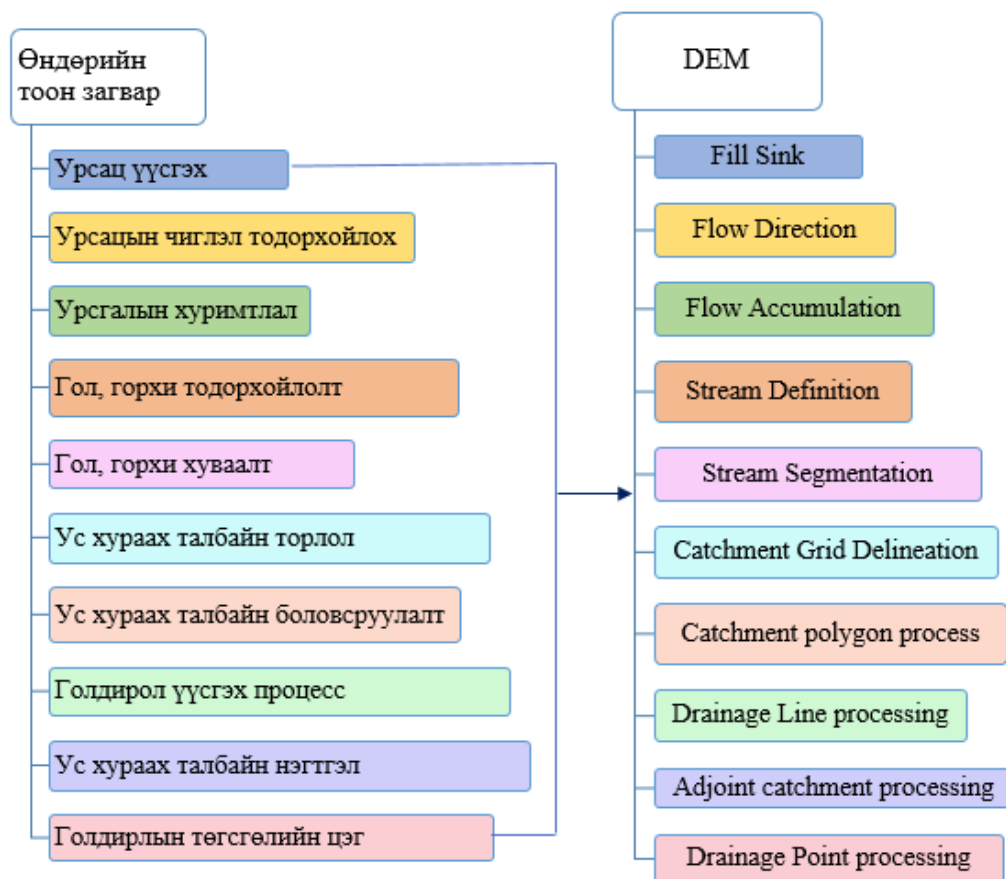 Өндөрийн
тоон загвар
Урсац үүсгэх
Урсацын чиглэл тодорхойлох
Урсгалын хуримтлал
Гол, горхи тодорхойлолт
Гол, горхи хуваалт
Ус хураах талбайн торлол
Ус хураах талбайн боловсруулалт
Голдирол үүсгэх процесс
Ус хураах талбайн нэгтгэл
Голдирлын төгсгөлийн цэг
DEM
Fill Sink
Flow Direction
Flow Accumulation
Stream Definition
Stream Segmentation
Catchment Grid Delineation
Catchment polygon process
Drainage Line processing
Adjoint catchment processing
Drainage Point processing